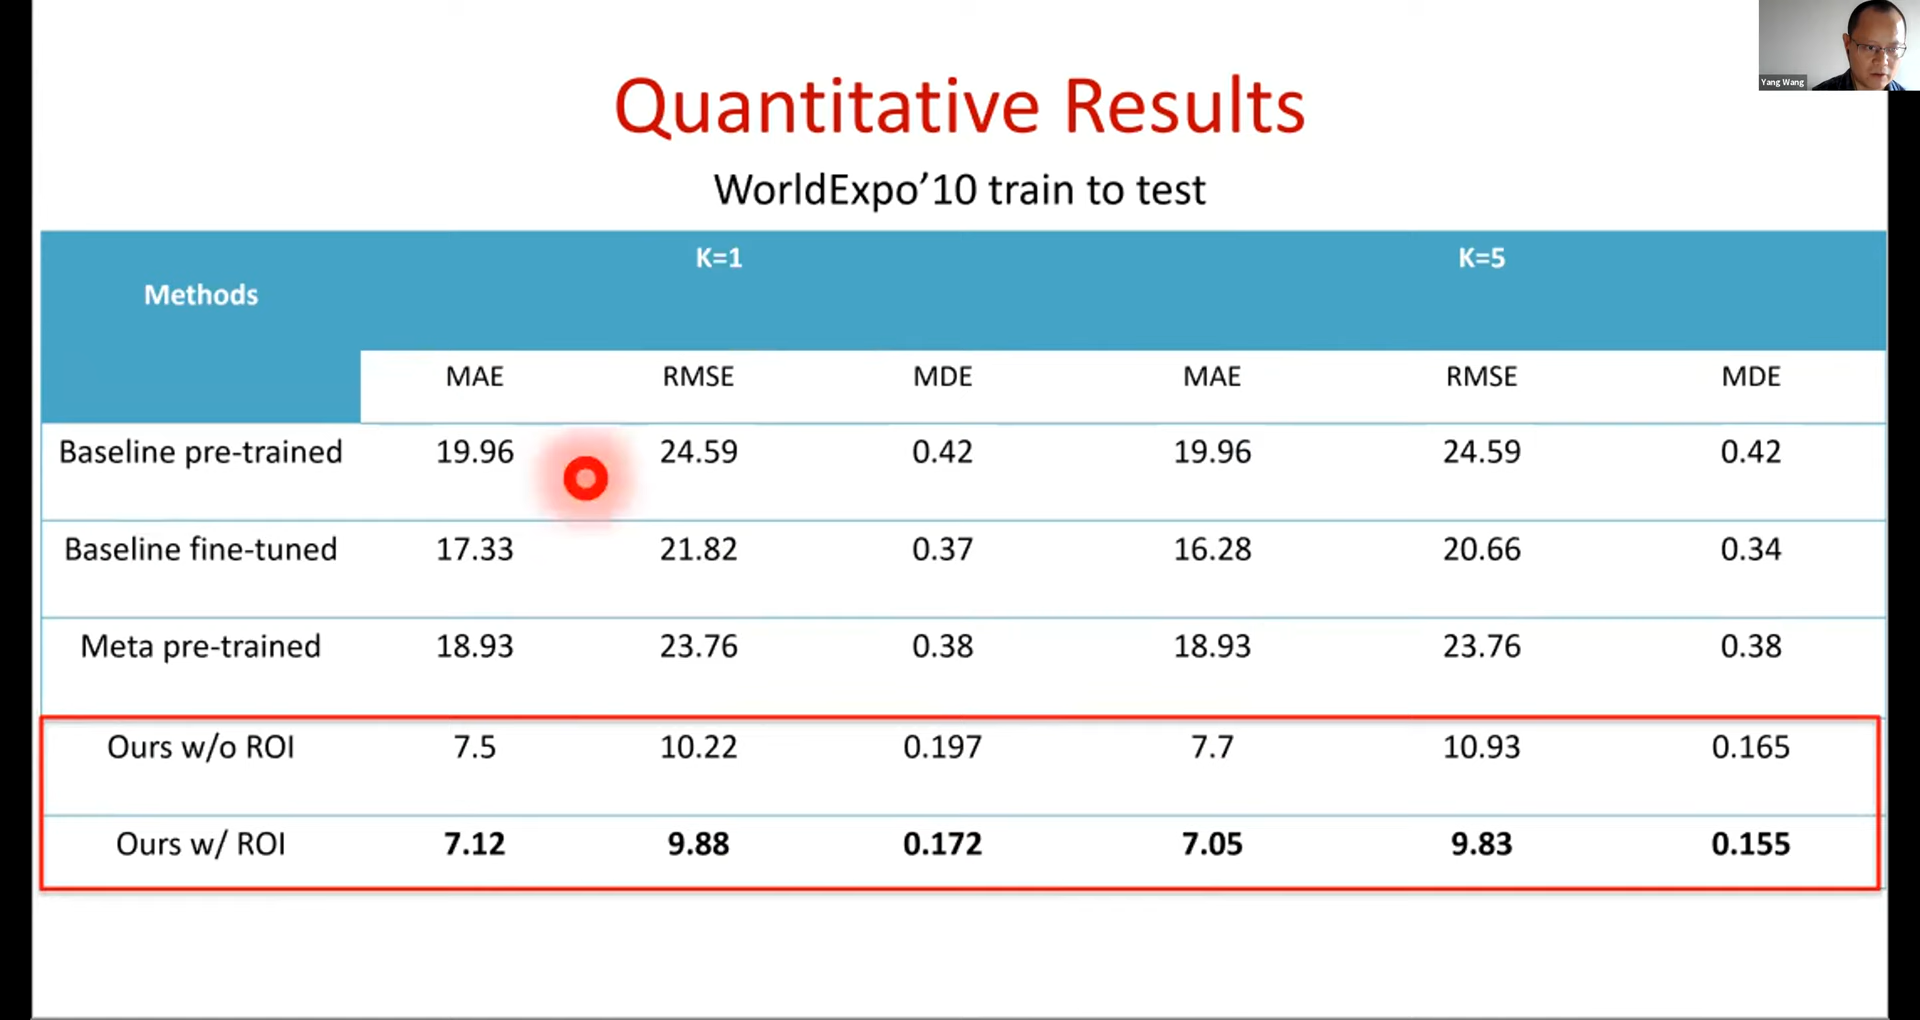 Yang Wang
Quantitative Results
WorldExpo’10 train to test
Methods K=1 K=5
MAE RMSE MDE MAE RMSE MDE
Baseline pre-trained 19.96 24.59 0.42 19.96 24.59 0.42
Baseline fine-tuned 17.33 21.82 0.37 16.28 20.66 0.34
Meta pre-trained 18.93 23.76 0.38 18.93 23.76 0.38
Ours w/o ROI 7.5 10.22 0.197 7.7 10.93 0.165
Ours w/ ROI 7.12 9.88 0.172 7.05 9.83 0.155